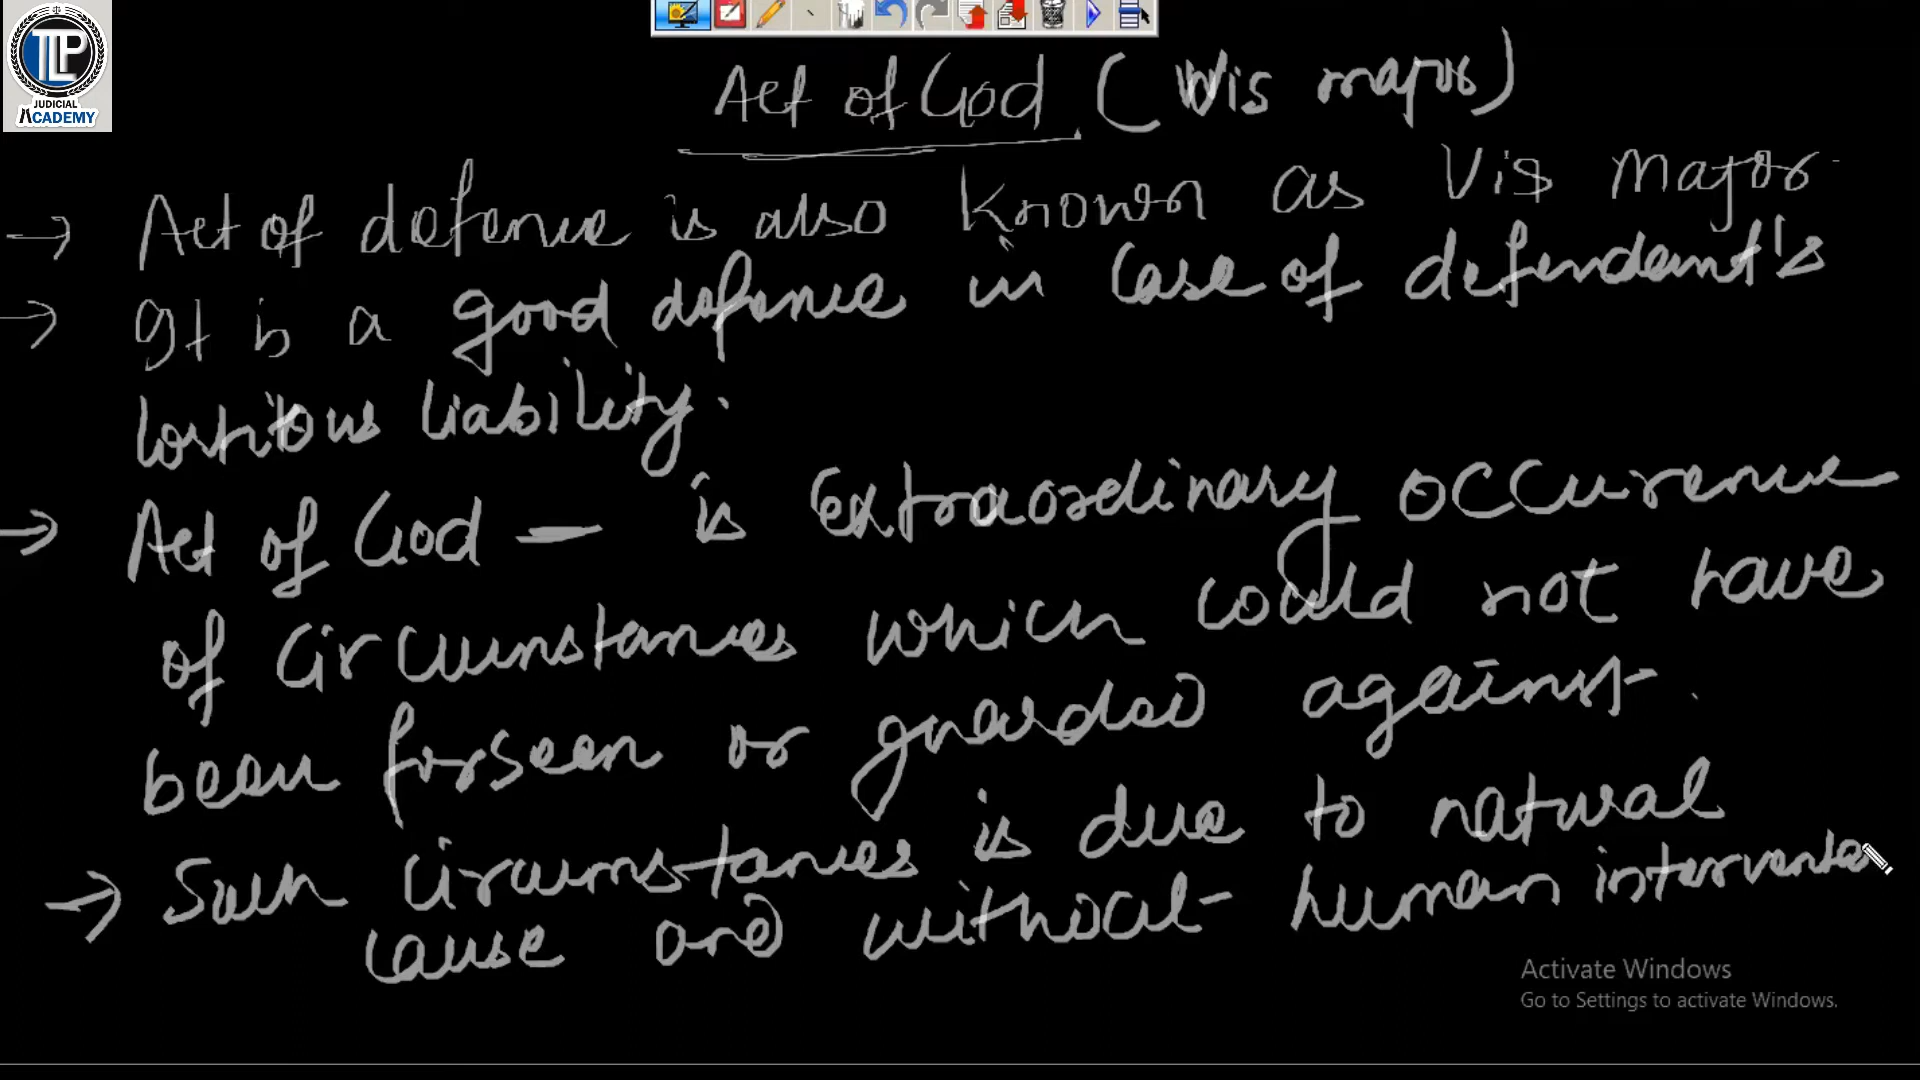 TLP
JUDICIAL
ACADEMY
Act of God (Vis major)
→ Act of defence is also known as Vis Major
→ It is a good defence in case of defendant's
tortitous liability.
→ Act of God — is Extraordinary occurence
of circumstances which could not have
been forseen or guarded against.
→ Such circumstances is due to natural
cause and without human interventio
Activate Windows
Go to Settings to activate Windows.